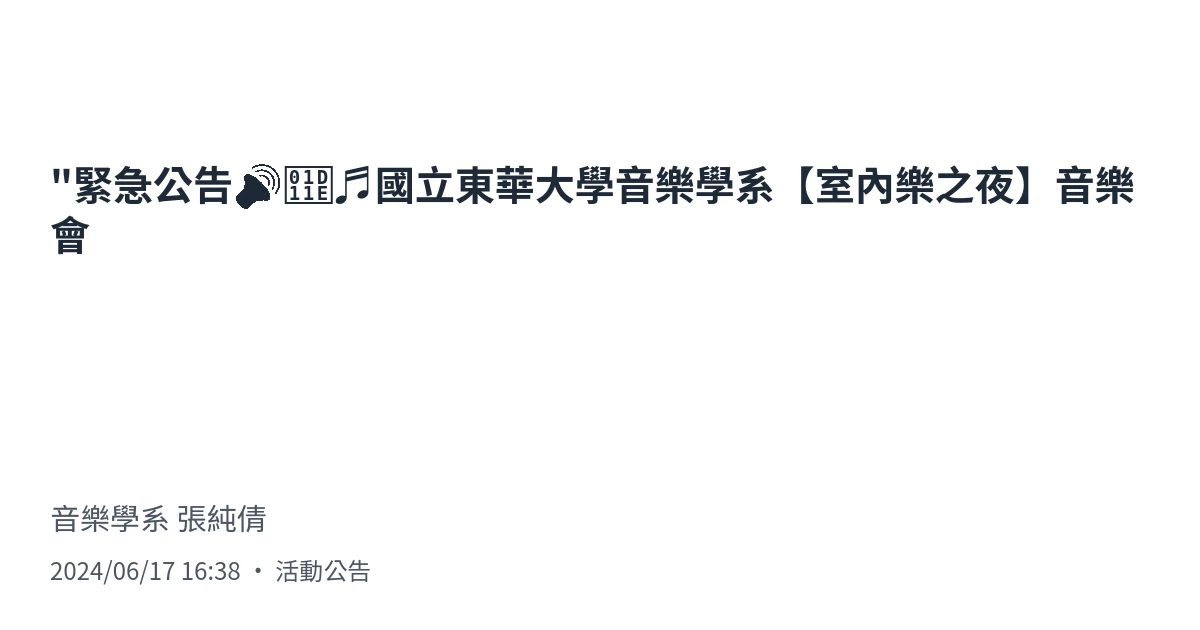 "緊急公告🔊𝄞🎵國立東華大學音樂學系【室內樂之夜】音樂
會
音樂學系 張純倩
2024/06/17 16:38 · 活動公告